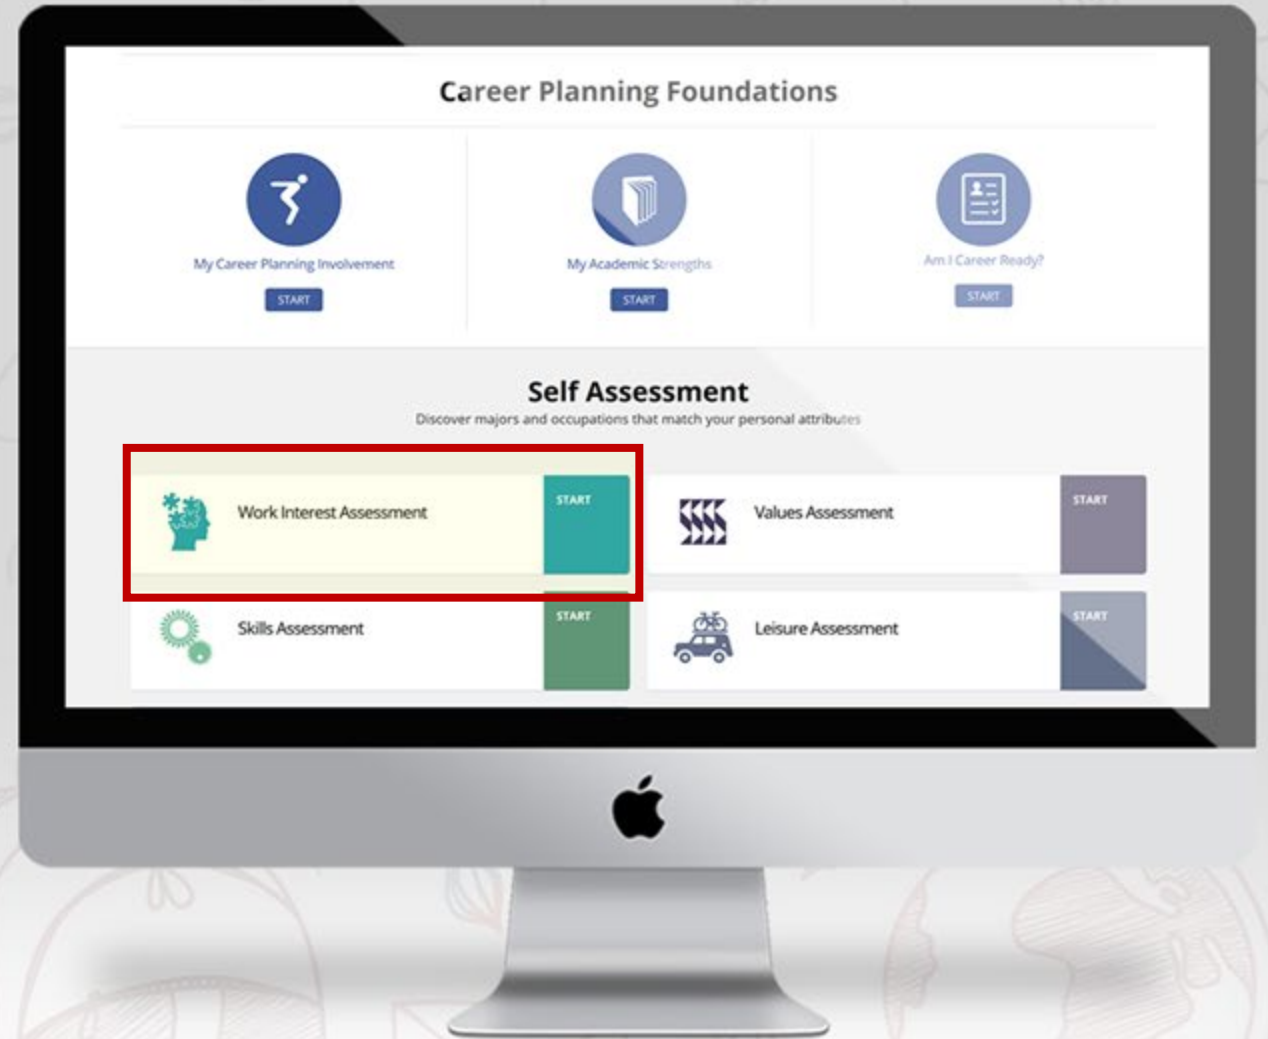 Career Planning Foundations
My Career Planning Involvement
START
My Academic Strengths
START
Am I Career Ready?
START
Self Assessment
Discover majors and occupations that match your personal attributes
Work Interest Assessment
START
Values Assessment
START
Skills Assessment
START
Leisure Assessment
START